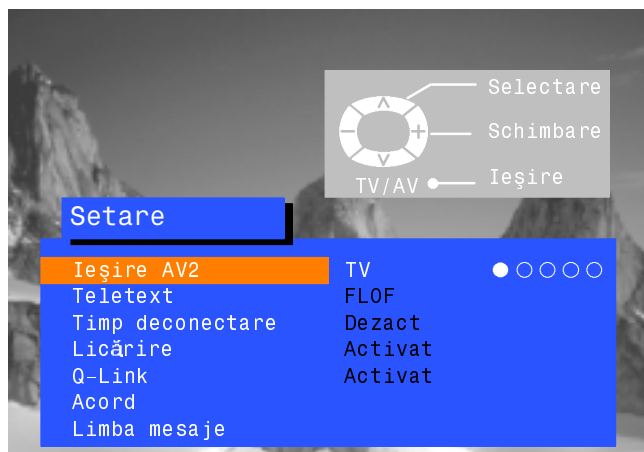 Selectare
Schimbare
TV/AV Ieşire
Setare
Ieşire AV2 TV
Teletext FLOF
Timp deconectare Dezact
Licărire Activat
Q-Link Activat
Acord
Limba mesaje